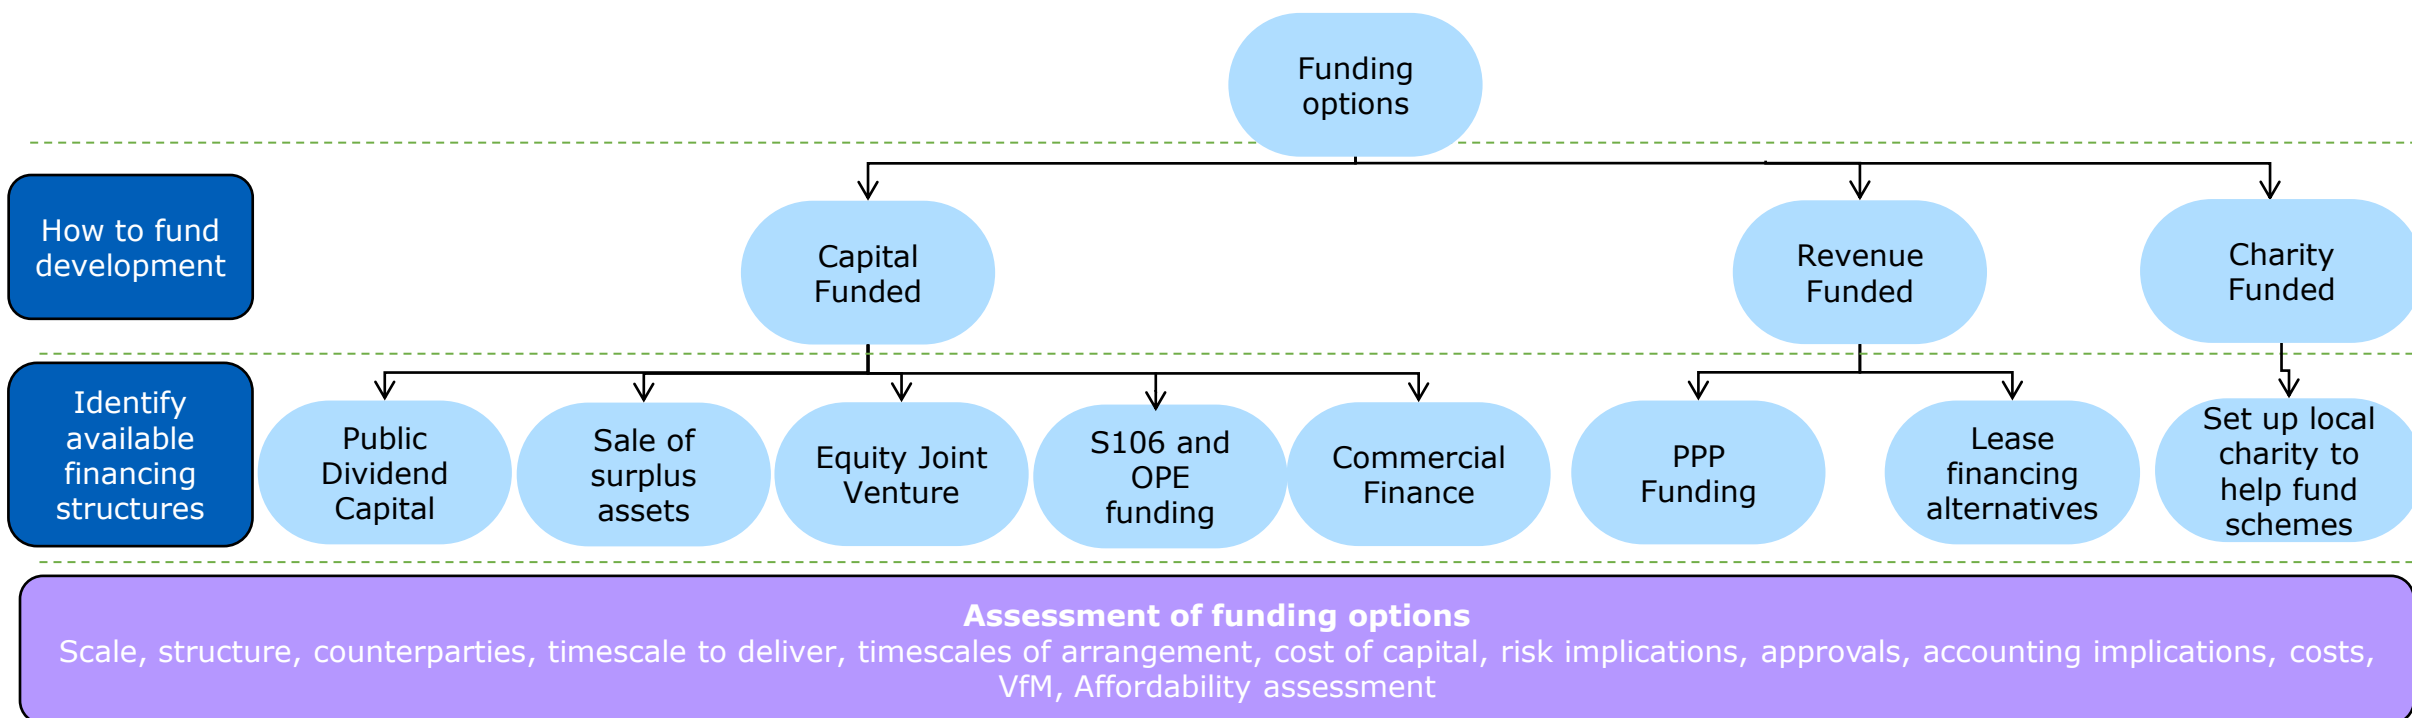 Funding
options
How to fund
development
Capital
Funded
Revenue
Funded
Charity
Funded
Identify
available
financing
structures
Public
Dividend
Capital
Sale of
surplus
assets
Equity Joint
Venture
S106 and
OPE
funding
Commercial
Finance
PPP
Funding
Lease
financing
alternatives
Set up local
charity to
help fund
schemes
Assessment of funding options
Scale, structure, counterparties, timescale to deliver, timescales of arrangement, cost of capital, risk implications, approvals, accounting implications, costs,
VfM, Affordability assessment